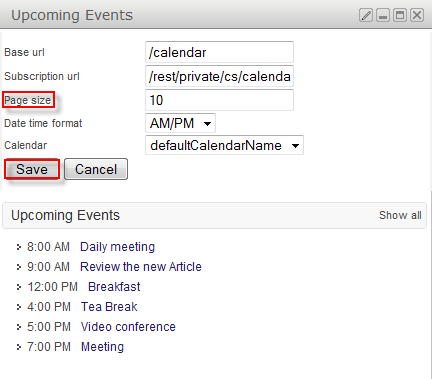 Upcoming Events
Base url /calendar
Subscription url /rest/private/cs/calenda
Page size 10
Date time format AM/PM
Calendar defaultCalendarName
Save Cancel
Upcoming Events Show all
8:00 AM Daily meeting
9:00 AM Review the new Article
12:00 PM Breakfast
4:00 PM Tea Break
5:00 PM Video conference
7:00 PM Meeting